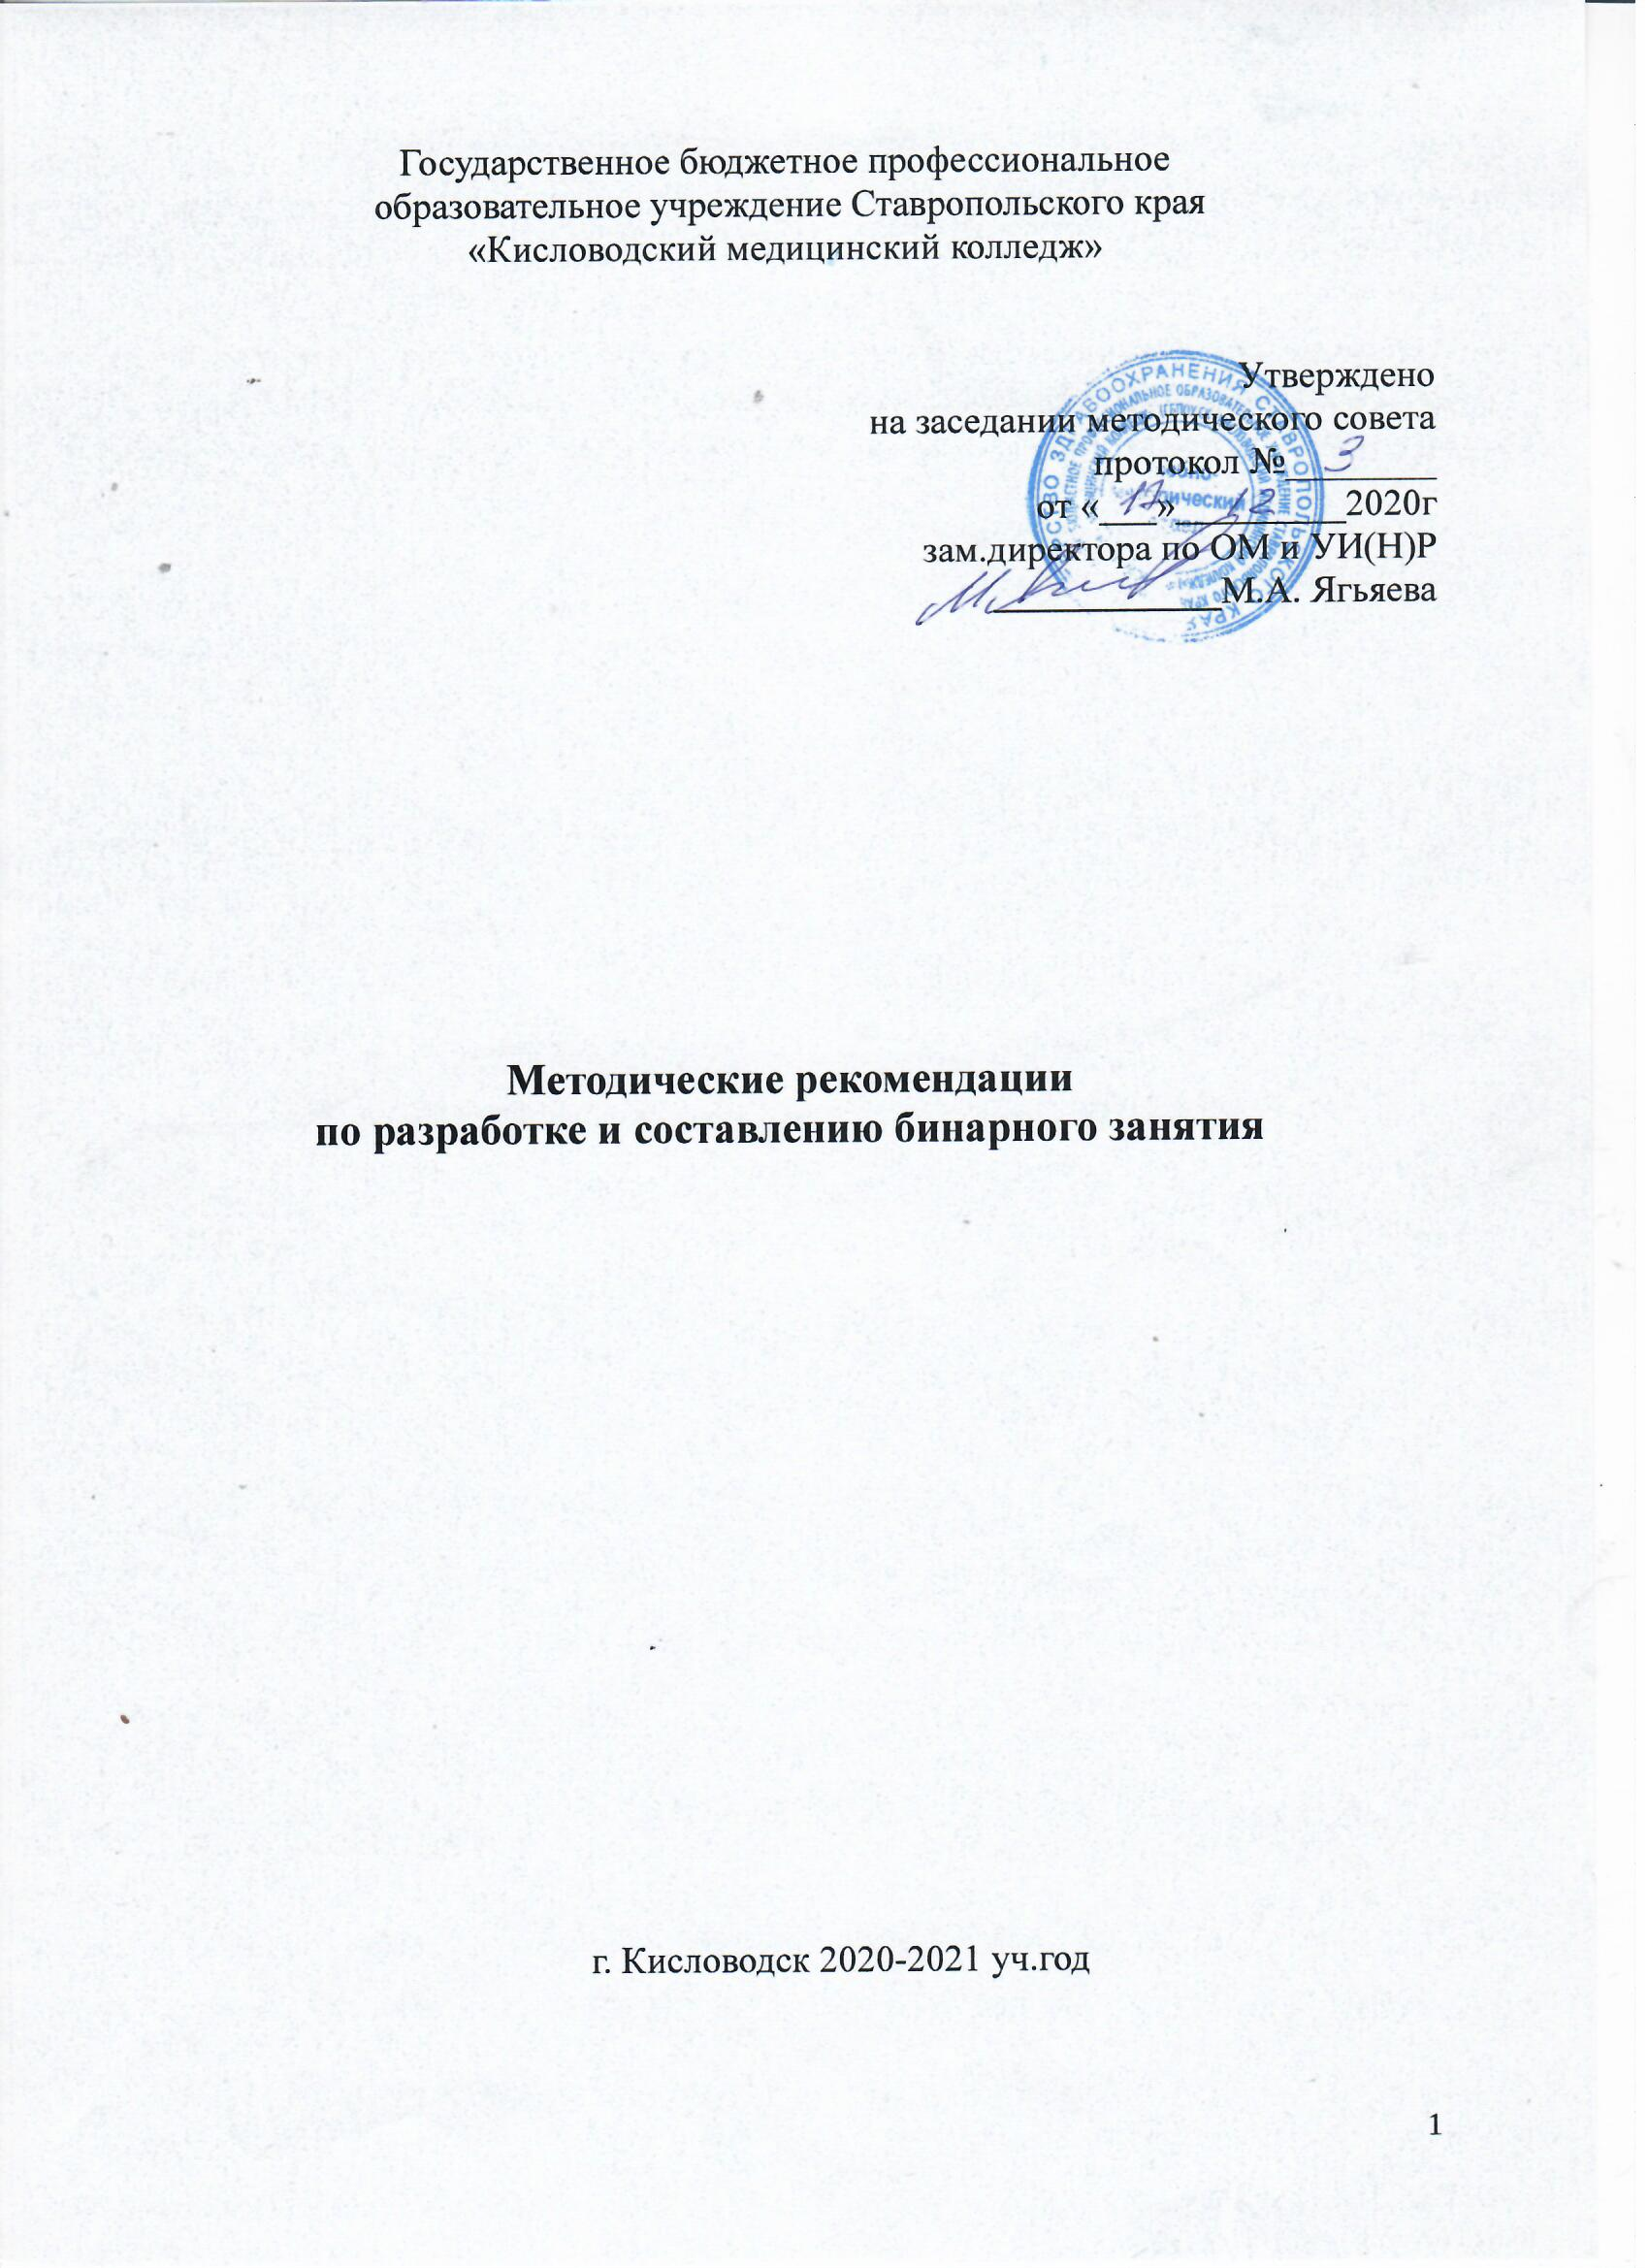 Государственное бюджетное профессиональное
образовательное учреждение Ставропольского края
«Кисловодский медицинский колледж»
Утверждено
на заседании методического совета
протокол № 3
от «17» 12 2020г
зам.директора по ОМ и УИ(Н)Р
М.А. Ягьяева
Методические рекомендации
по разработке и составлению бинарного занятия
г. Кисловодск 2020-2021 уч.год
1